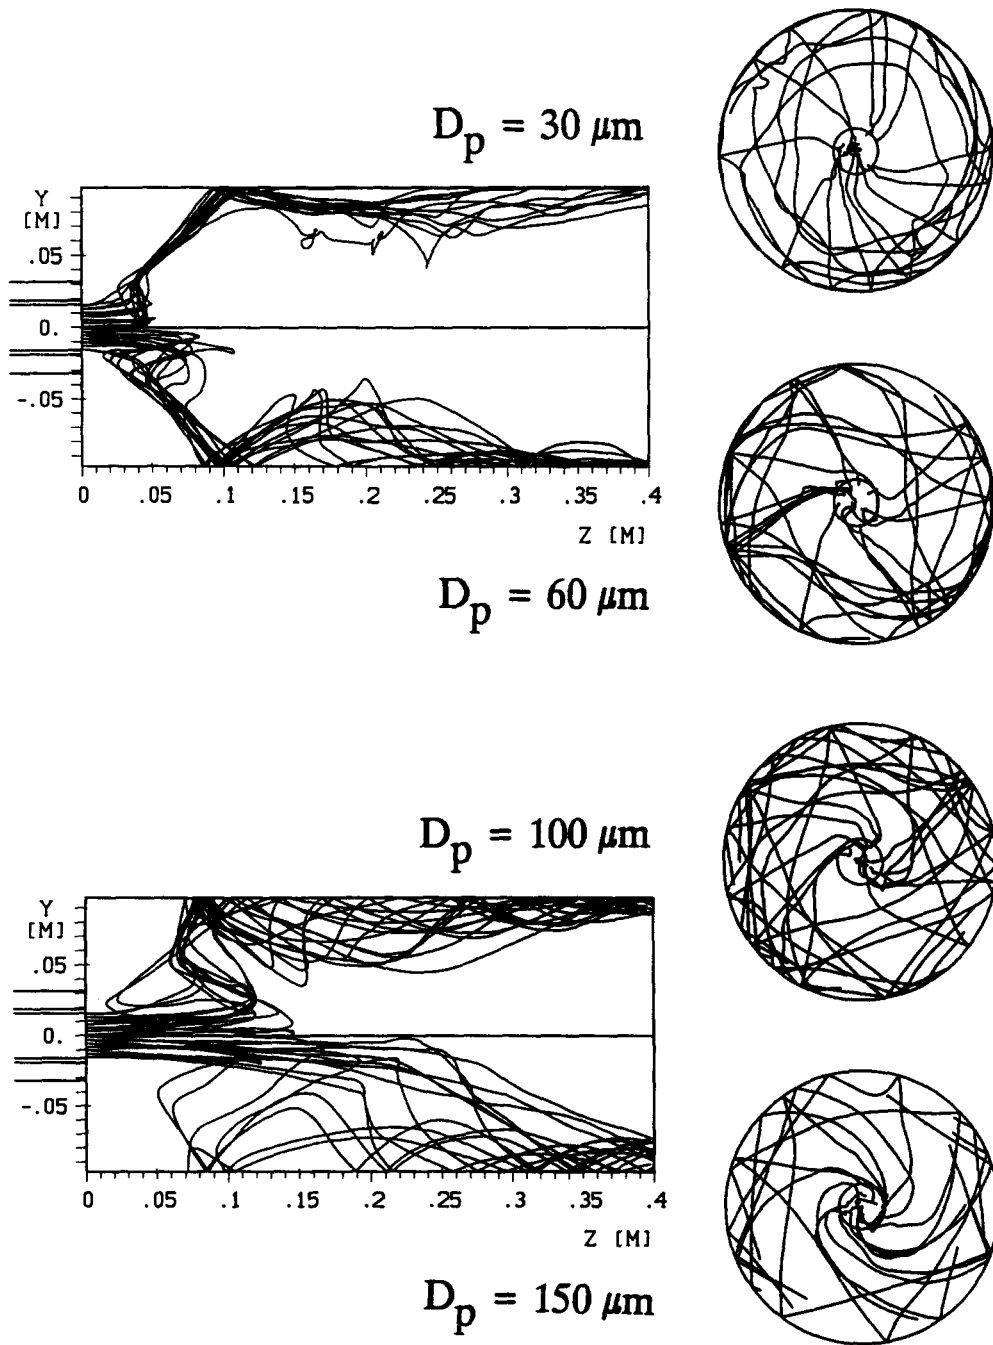 D_p = 30 μm
Y
[M]
.05
0.
-.05
0 .05 .1 .15 .2 .25 .3 .35 .4
Z [M]
D_p = 60 μm
D_p = 100 μm
Y
[M]
.05
0.
-.05
0 .05 .1 .15 .2 .25 .3 .35 .4
Z [M]
D_p = 150 μm